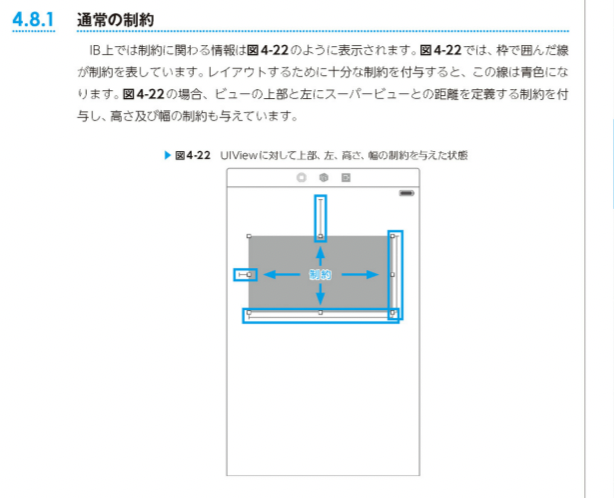 4.8.1 通常の制約
IB上では制約に関わる情報は図4-22のように表示されます。図4-22では、枠で囲んだ線
が制約を表しています。レイアウトするために十分な制約を付与すると、この線は青色にな
ります。図4-22の場合、ビューの上部と左にスーパービューとの距離を定義する制約を付
与し、高さ及び幅の制約も与えています。
▶ 図4-22 UIViewに対して上部、左、高さ、幅の制約を与えた状態
制約